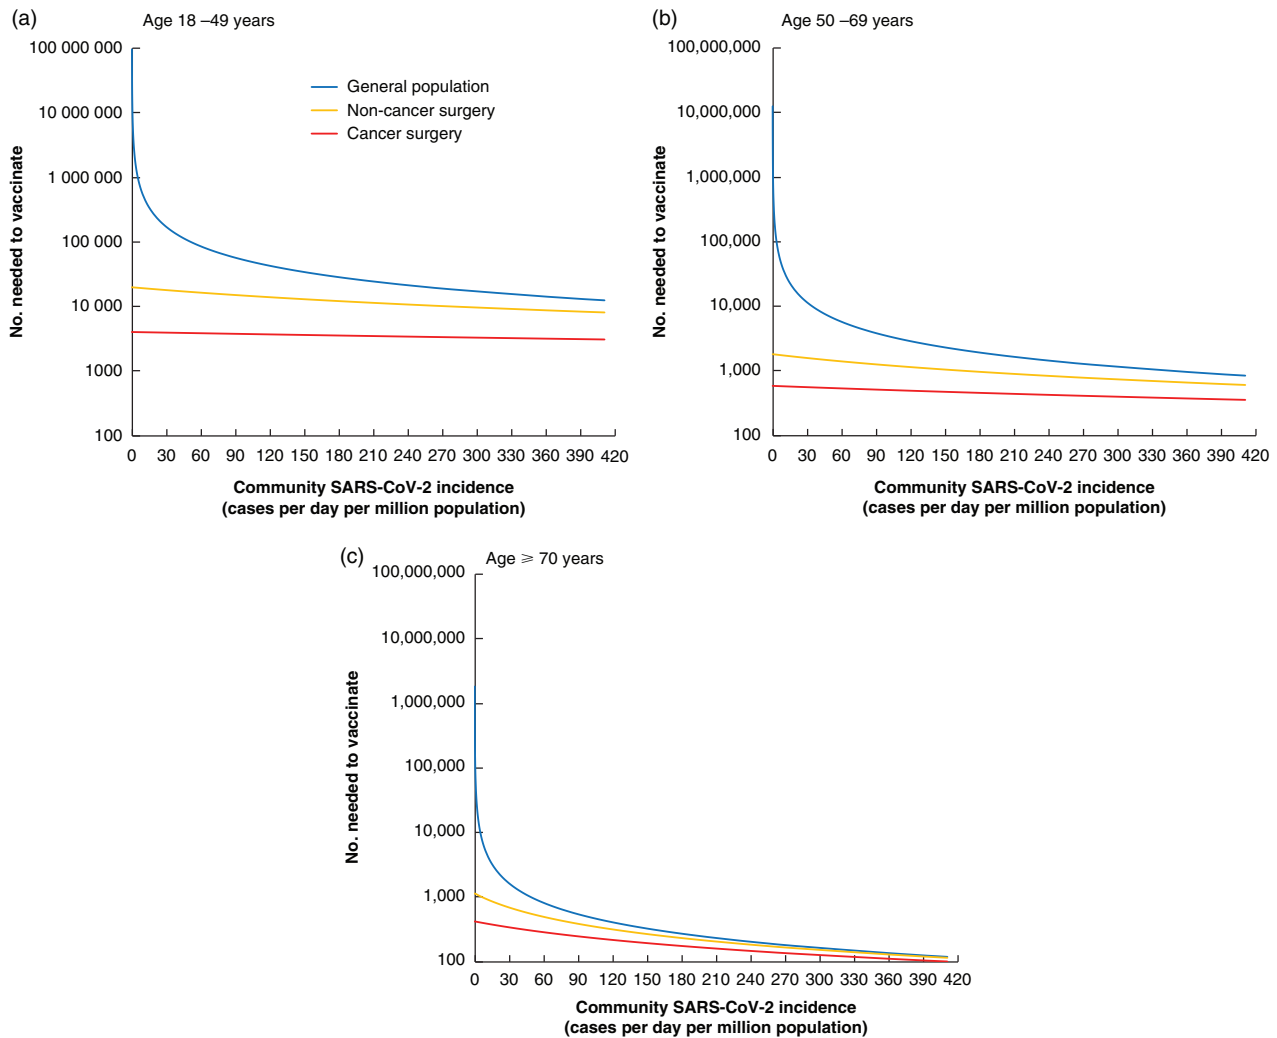 (a)
Age 18 –49 years
100 000 000
10 000 000
1 000 000
100 000
10 000
1000
100
No. needed to vaccinate
General population
Non-cancer surgery
Cancer surgery
0 30 60 90 120 150 180 210 240 270 300 330 360 390 420
Community SARS-CoV-2 incidence
(cases per day per million population)
(b)
Age 50 –69 years
100,000,000
10,000,000
1,000,000
100,000
10,000
1,000
100
No. needed to vaccinate
0 30 60 90 120 150 180 210 240 270 300 330 360 390 420
Community SARS-CoV-2 incidence
(cases per day per million population)
(c)
Age ⩾ 70 years
100,000,000
10,000,000
1,000,000
100,000
10,000
1,000
100
No. needed to vaccinate
0 30 60 90 120 150 180 210 240 270 300 330 360 390 420
Community SARS-CoV-2 incidence
(cases per day per million population)